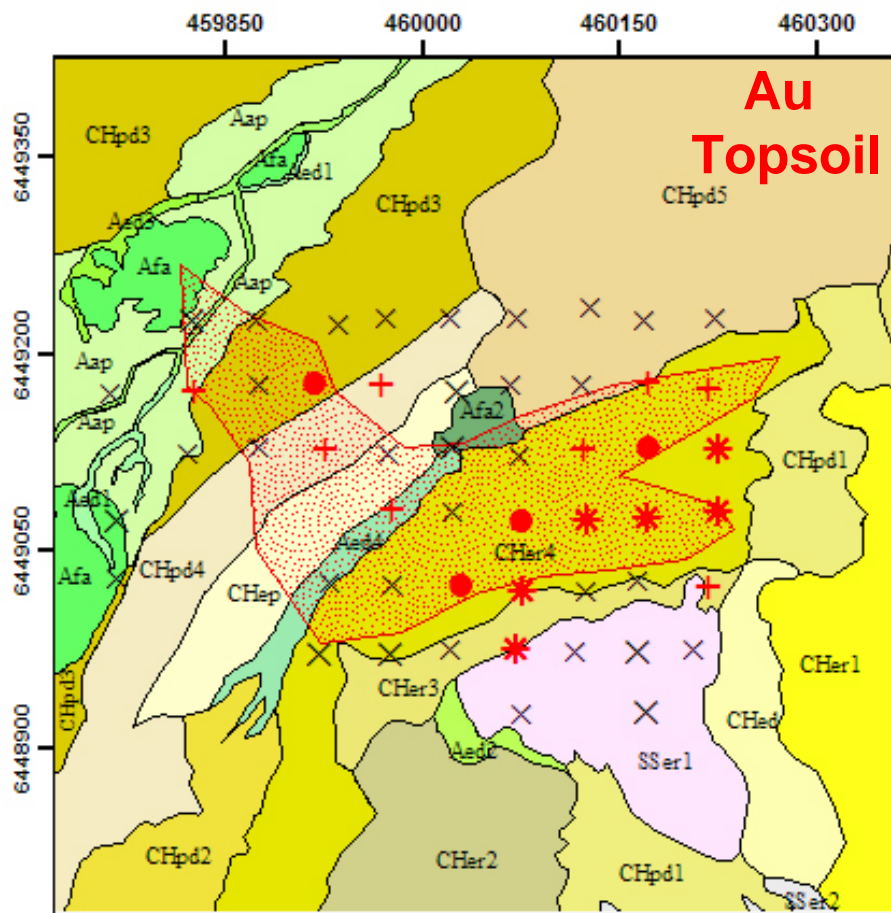 459850 460000 460150 460300
Au
Topsoil
6449350
6449200
6449050
6448900
CHpd3
Aap
Afa
Aed1
CHpd3
CHpd5
Aed3
Afa
Aap
Aap
Aap
Afa2
CHpd1
Aed1
Aed4
CHer4
Afa
CHpd4
CHep
CHer1
CHpd3
CHer3
CHed
Aed2
SSer1
CHpd2
CHer2
CHpd1
SSer2